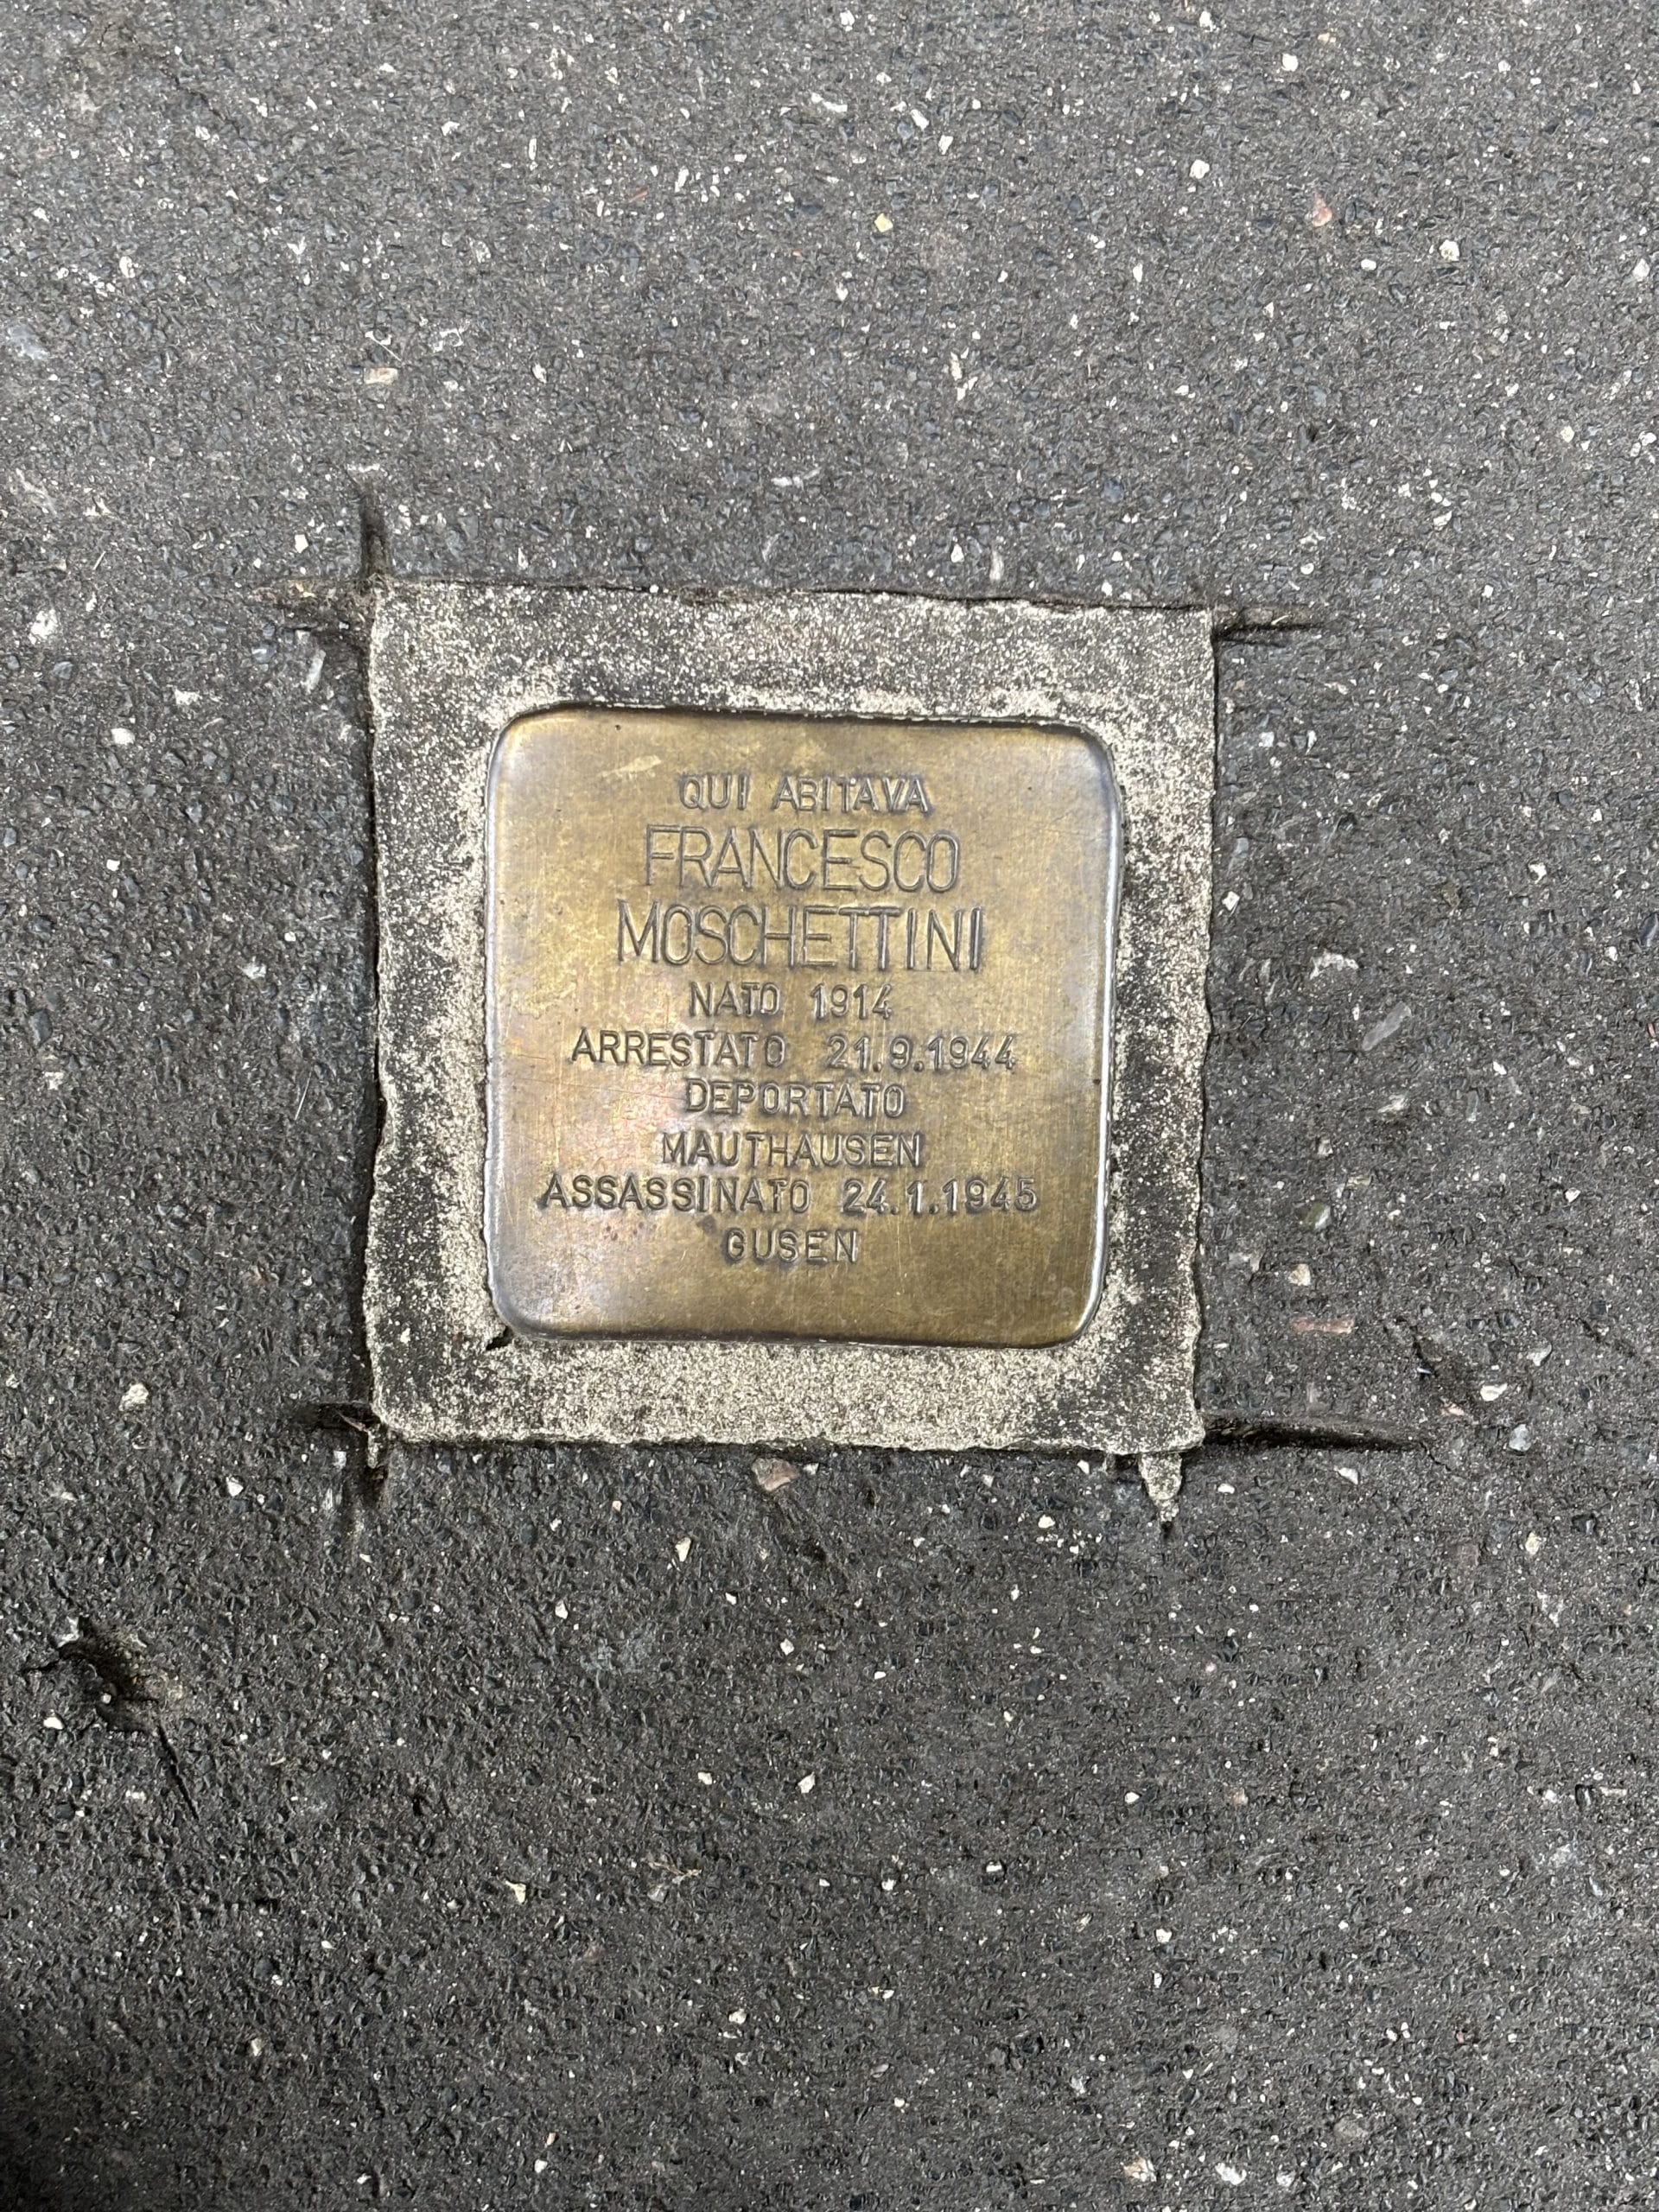 QUI ABITAVA
FRANCESCO
MOSCHETTINI
NATO 1914
ARRESTATO 21.9.1944
DEPORTATO
MAUTHAUSEN
ASSASSINATO 24.1.1945
GUSEN